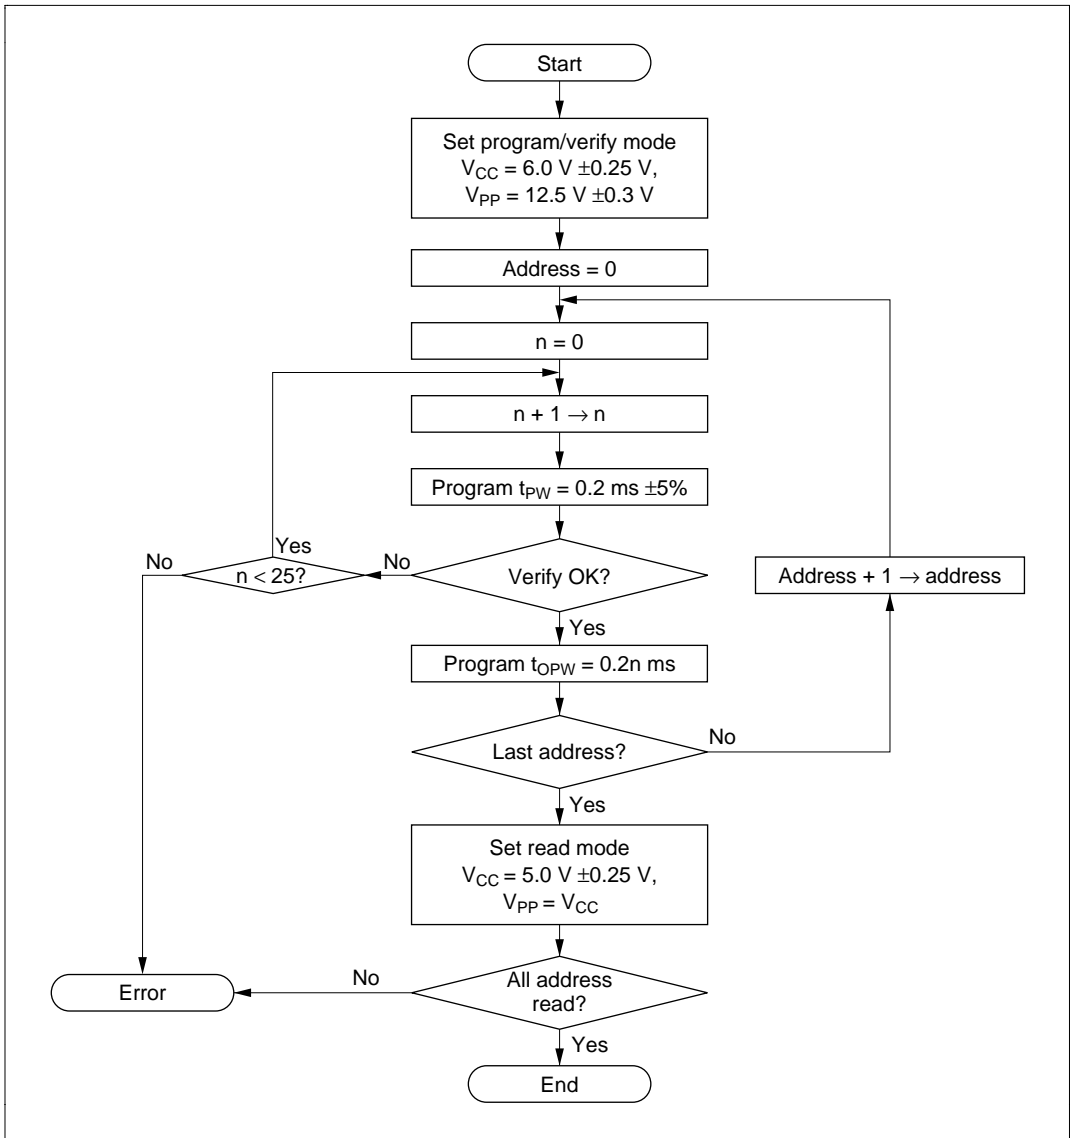 Start
Set program/verify mode
VCC = 6.0 V ±0.25 V,
VPP = 12.5 V ±0.3 V
Address = 0
n = 0
n + 1 → n
Program tPW = 0.2 ms ±5%
No
Yes
n < 25?
No
Verify OK?
Address + 1 → address
Yes
Program tOPW = 0.2n ms
Last address?
No
Yes
Set read mode
VCC = 5.0 V ±0.25 V,
VPP = VCC
Error
No
All address
read?
Yes
End